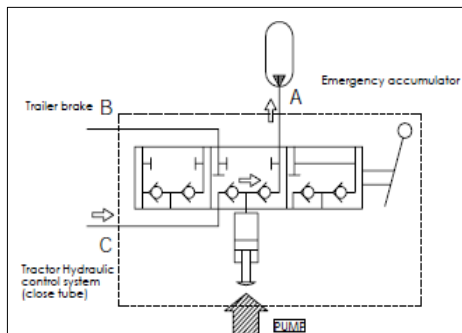 A
Emergency accumulator
Trailer brake B
C
Tractor Hydraulic
control system
(close tube)
PUMP